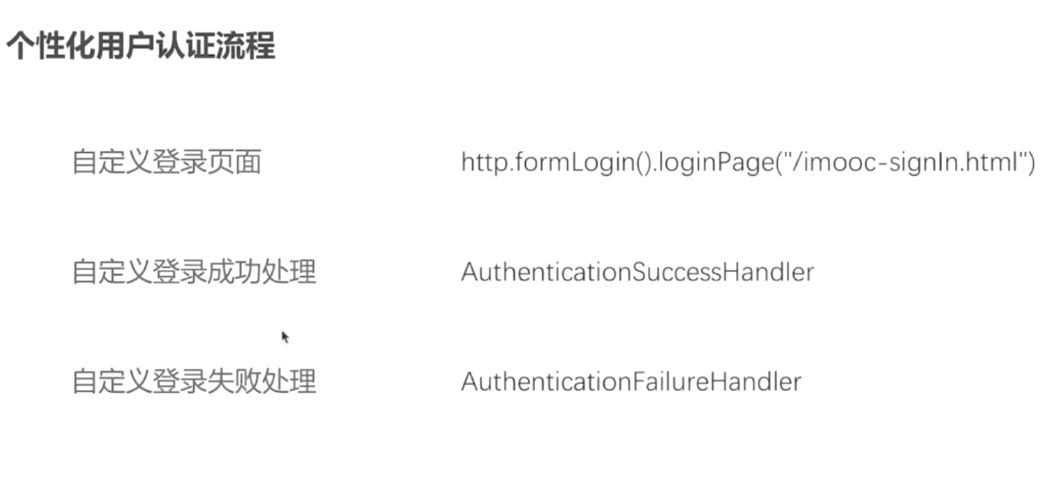 个性化用户认证流程
自定义登录页面 http.formLogin().loginPage("/imooc-signIn.html")
自定义登录成功处理 AuthenticationSuccessHandler
自定义登录失败处理 AuthenticationFailureHandler